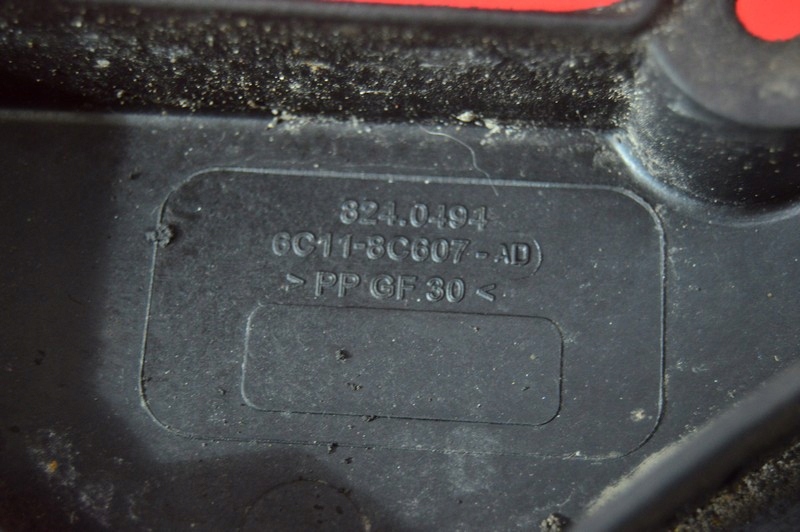 824.0494
6C11-8C607-AD
> PP GF 30 <